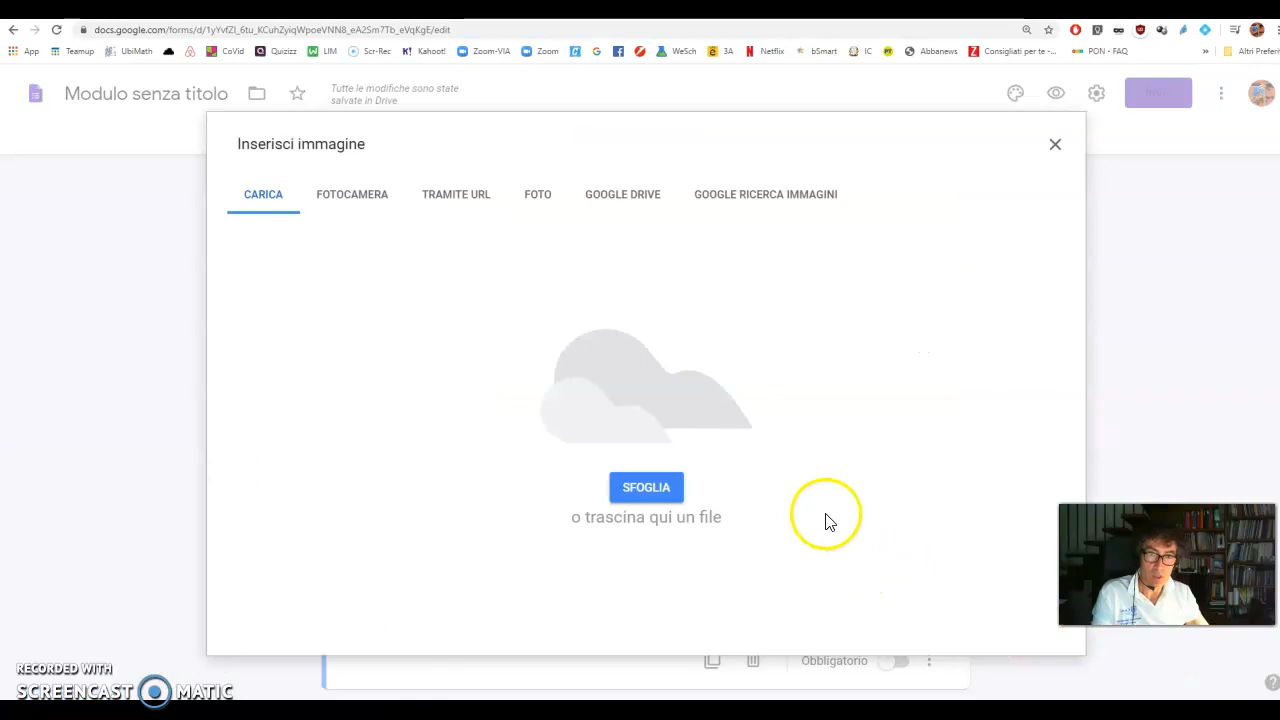 docs.google.com/forms/d/1yYvfZI_6tu_KCuhZyiqWpoeVNN8_eA2Sm7Tb_eVqKgE/edit
App Teamup UbiMath CoVid Quizizz LIM Scr-Rec Kahoot! Zoom-VIA Zoom WeSch 3A Netflix bSmart IC Abbanews Consigliati per te -... PON - FAQ » Altri Preferi
Modulo senza titolo
Tutte le modifiche sono state
salvate in Drive
Inserisci immagine
CARICA FOTOCAMERA TRAMITE URL FOTO GOOGLE DRIVE GOOGLE RICERCA IMMAGINI
SFOGLIA
o trascina qui un file
Obbligatorio
RECORDED WITH
SCREENCAST MATIC